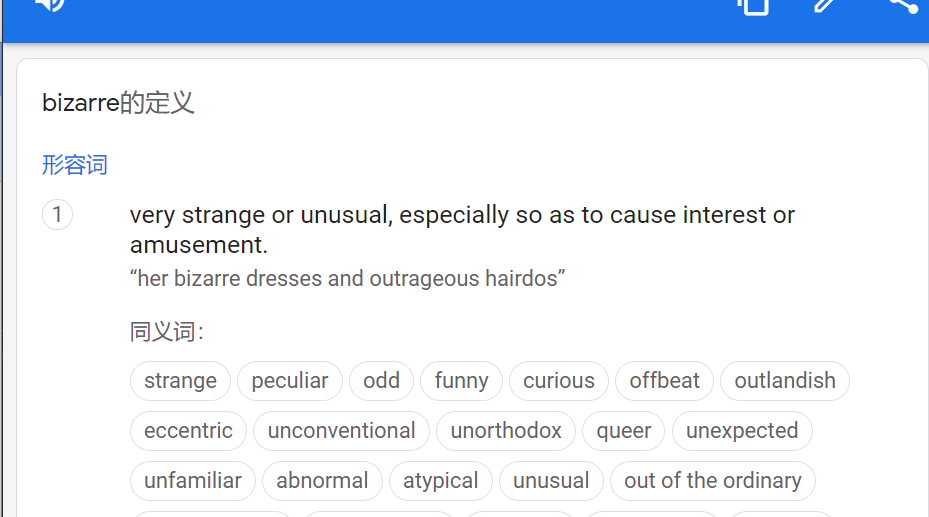 bizarre的定义
形容词
1
very strange or unusual, especially so as to cause interest or
amusement.
“her bizarre dresses and outrageous hairdos”
同义词：
strange peculiar odd funny curious offbeat outlandish
eccentric unconventional unorthodox queer unexpected
unfamiliar abnormal atypical unusual out of the ordinary